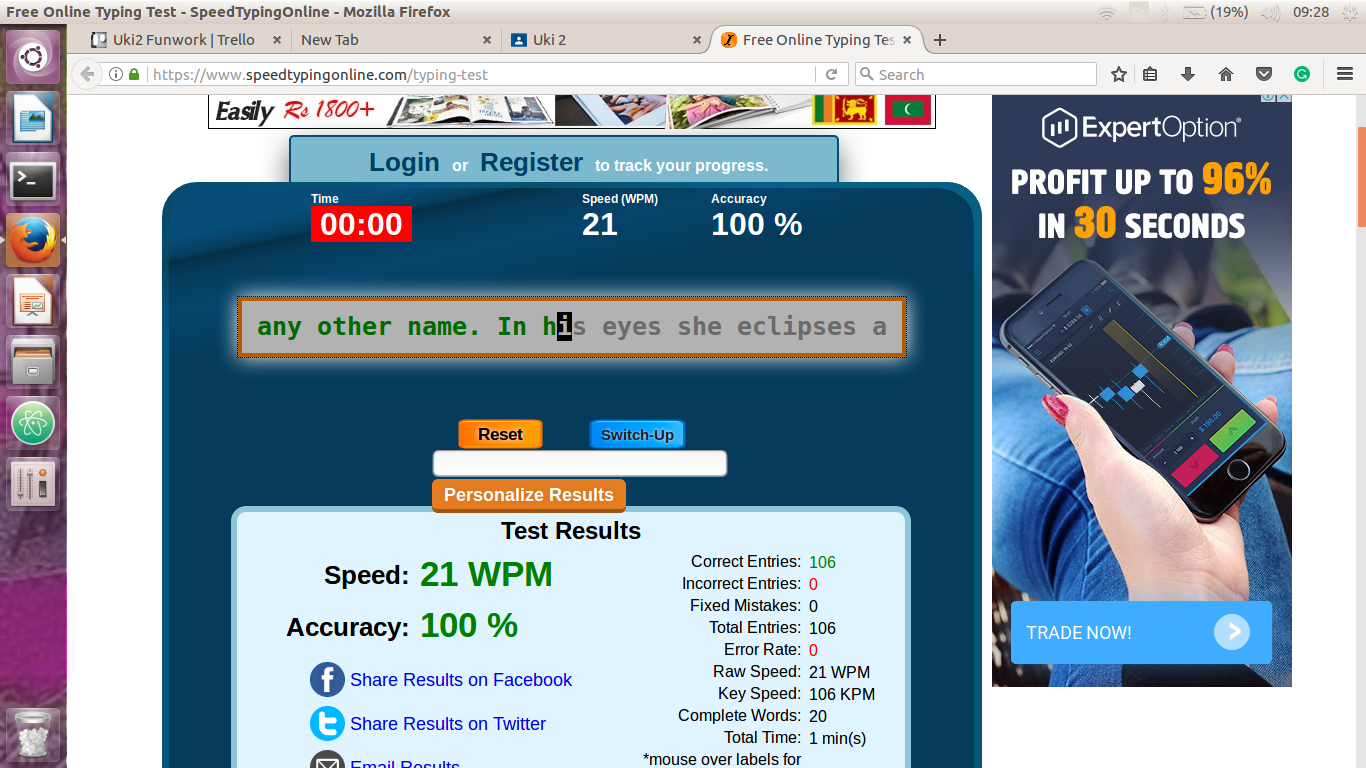 Free Online Typing Test - SpeedTypingOnline - Mozilla Firefox
(19%) 09:28
Uki2 Funwork | Trello
New Tab
Uki 2
Free Online Typing Tes
https://www.speedtypingonline.com/typing-test
Search
Easily Rs 1800+
Login or Register to track your progress.
Time
00:00
Speed (WPM)
21
Accuracy
100 %
any other name. In his eyes she eclipses a
Reset
Switch-Up
Personalize Results
Test Results
Speed: 21 WPM
Accuracy: 100 %
Share Results on Facebook
Share Results on Twitter
Email Results
Correct Entries: 106
Incorrect Entries: 0
Fixed Mistakes: 0
Total Entries: 106
Error Rate: 0
Raw Speed: 21 WPM
Key Speed: 106 KPM
Complete Words: 20
Total Time: 1 min(s)
*mouse over labels for
ExpertOption
PROFIT UP TO 96%
IN 30 SECONDS
TRADE NOW!